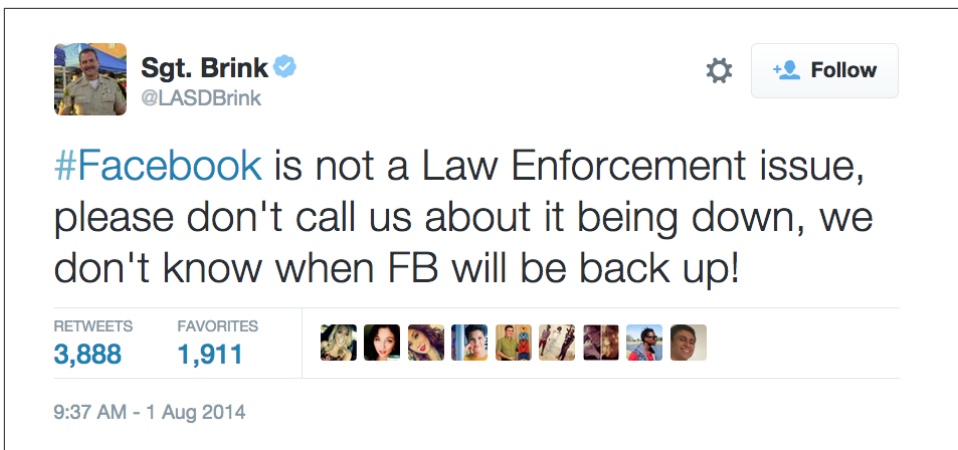 Sgt. Brink
@LASDBrink
Follow
#Facebook is not a Law Enforcement issue,
please don't call us about it being down, we
don't know when FB will be back up!
RETWEETS FAVORITES
3,888 1,911
9:37 AM - 1 Aug 2014